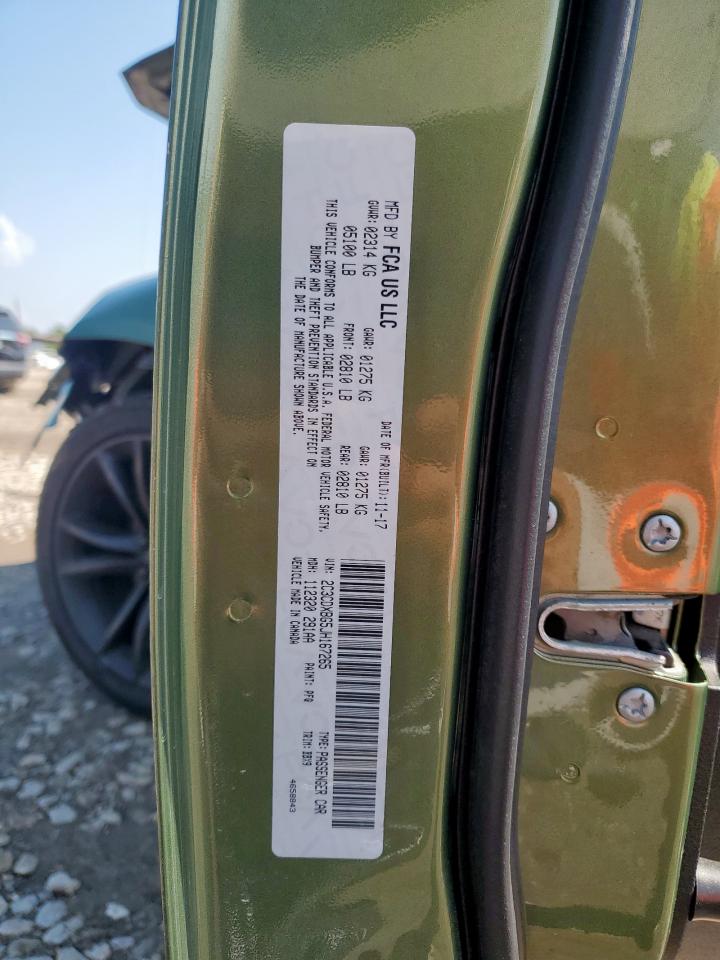 MFD BY FCA US LLC
DATE OF MFR(BUILT): 11-17
GVWR: 02314 KG
GAWR: 01275 KG
GAWR: 01275 KG
05100 LB
FRONT: 02810 LB
REAR: 02810 LB
THIS VEHICLE CONFORMS TO ALL APPLICABLE U.S.A. FEDERAL MOTOR VEHICLE SAFETY,
BUMPER AND THEFT PREVENTION STANDARDS IN EFFECT ON
THE DATE OF MANUFACTURE SHOWN ABOVE.
VIN: 2C3CDXBG5JH167265
TYPE: PASSENGER CAR
MDH: 112320 291AA
PAINT: PFQ
TRIM: BBX9
VEHICLE MADE IN CANADA
4658843